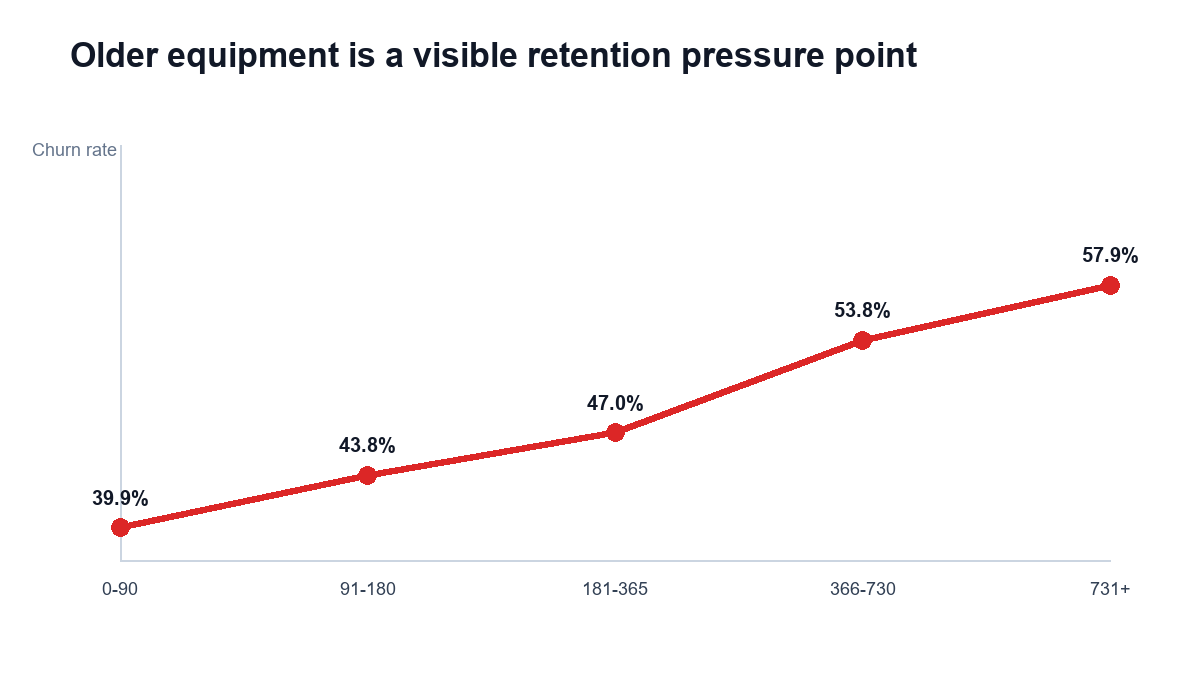 Older equipment is a visible retention pressure point
Churn rate
57.9%
53.8%
47.0%
43.8%
39.9%
0-90 91-180 181-365 366-730 731+